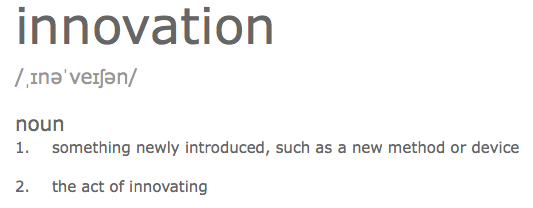 innovation
/ˌɪnəˈveɪʃən/
noun
1. something newly introduced, such as a new method or device
2. the act of innovating